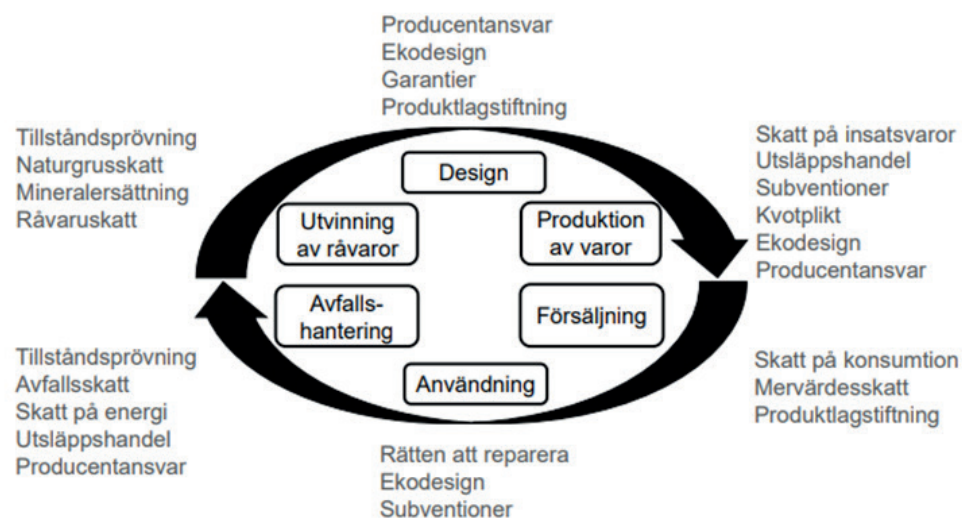 Producentansvar
Ekodesign
Garantier
Produktlagstiftning
Tillståndsprövning
Naturgrusskatt
Mineralersättning
Råvaruskatt
Skatt på insatsvaror
Utsläppshandel
Subventioner
Kvotplikt
Ekodesign
Producentansvar
Design
Utvinning
av råvaror
Produktion
av varor
Avfalls-
hantering
Försäljning
Användning
Tillståndsprövning
Avfallsskatt
Skatt på energi
Utsläppshandel
Producentansvar
Skatt på konsumtion
Mervärdesskatt
Produktlagstiftning
Rätten att reparera
Ekodesign
Subventioner